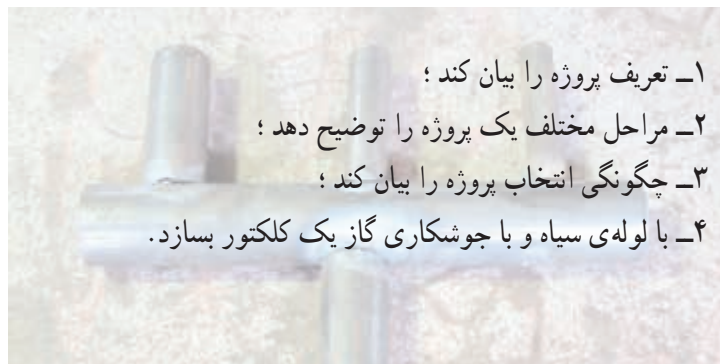 ۱ــ تعریف پروژه را بیان کند ؛
۲ــ مراحل مختلف یک پروژه را توضیح دهد ؛
۳ــ چگونگی انتخاب پروژه را بیان کند ؛
۴ــ با لوله‌ی سیاه و با جوشکاری گاز یک کلکتور بسازد.